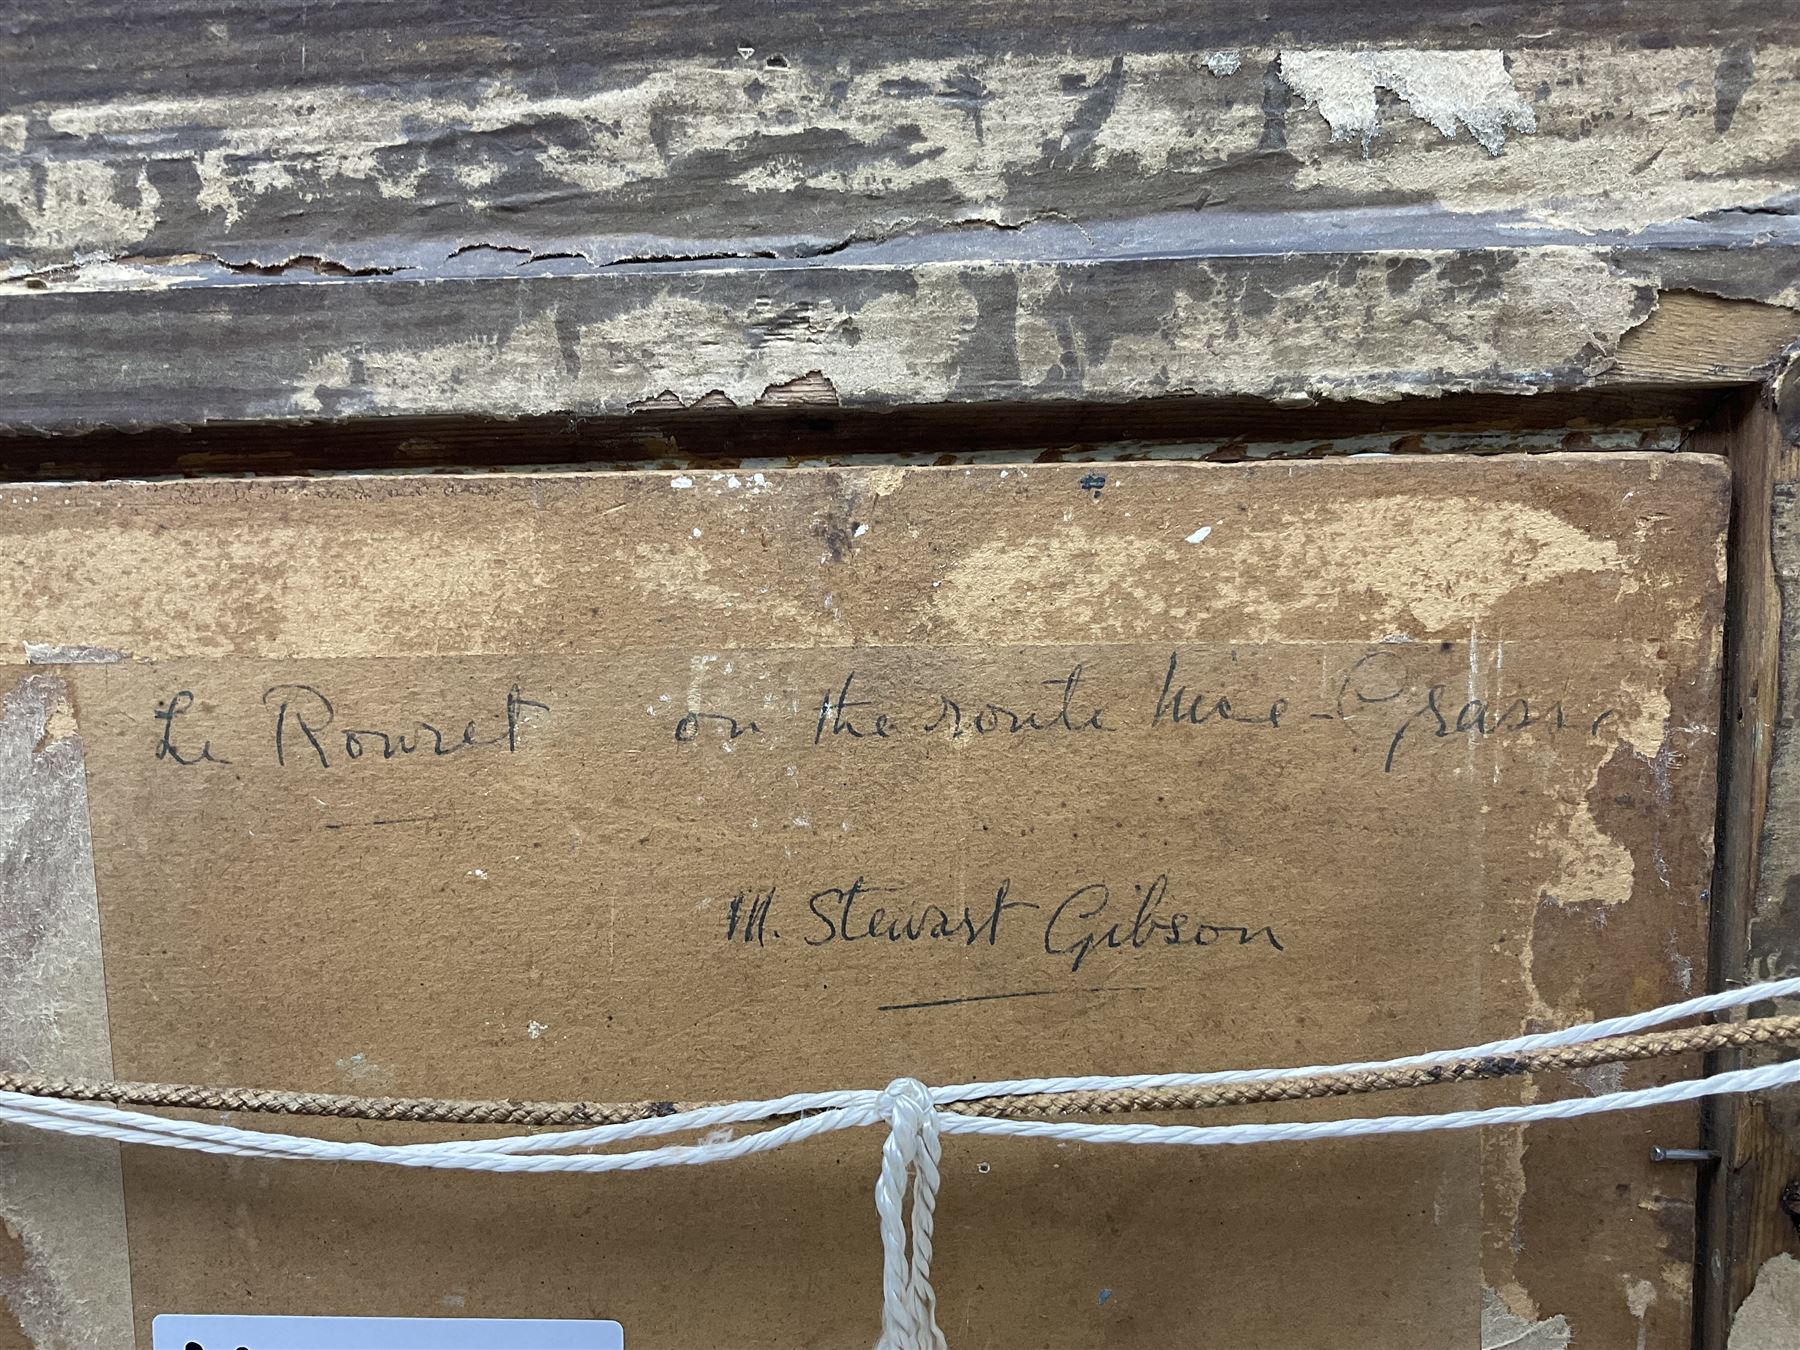 Le Rouret on the route Nice-Grasse
M. Stewart Gibson